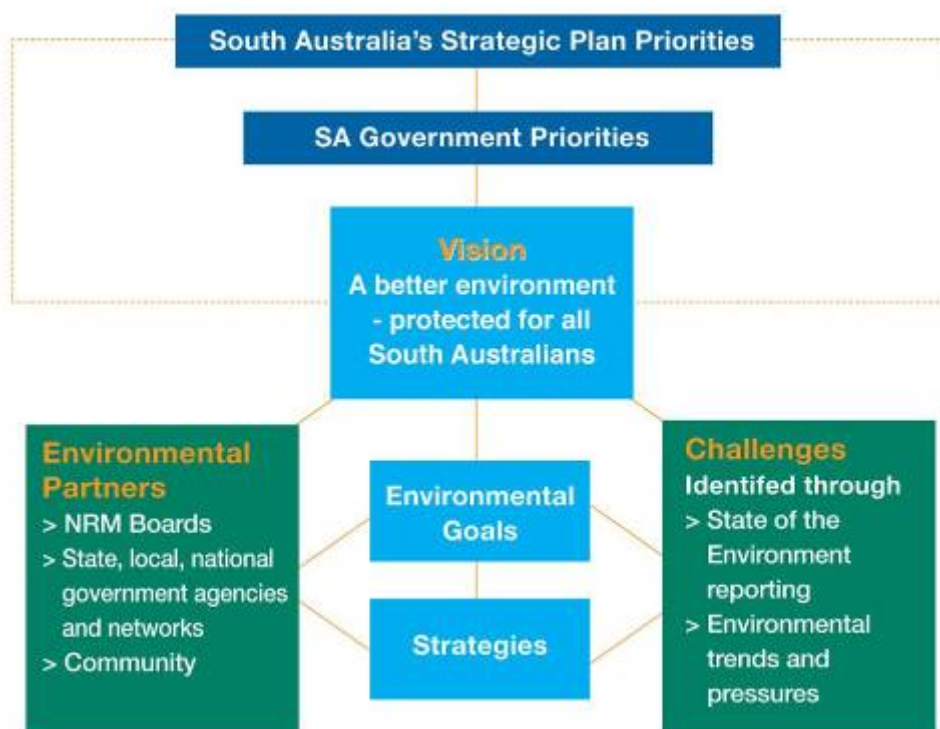 South Australia's Strategic Plan Priorities
SA Government Priorities
Vision
A better environment
- protected for all
South Australians
Environmental
Partners
> NRM Boards
> State, local, national
government agencies
and networks
> Community
Environmental
Goals
Strategies
Challenges
Identifed through
> State of the
Environment
reporting
> Environmental
trends and
pressures